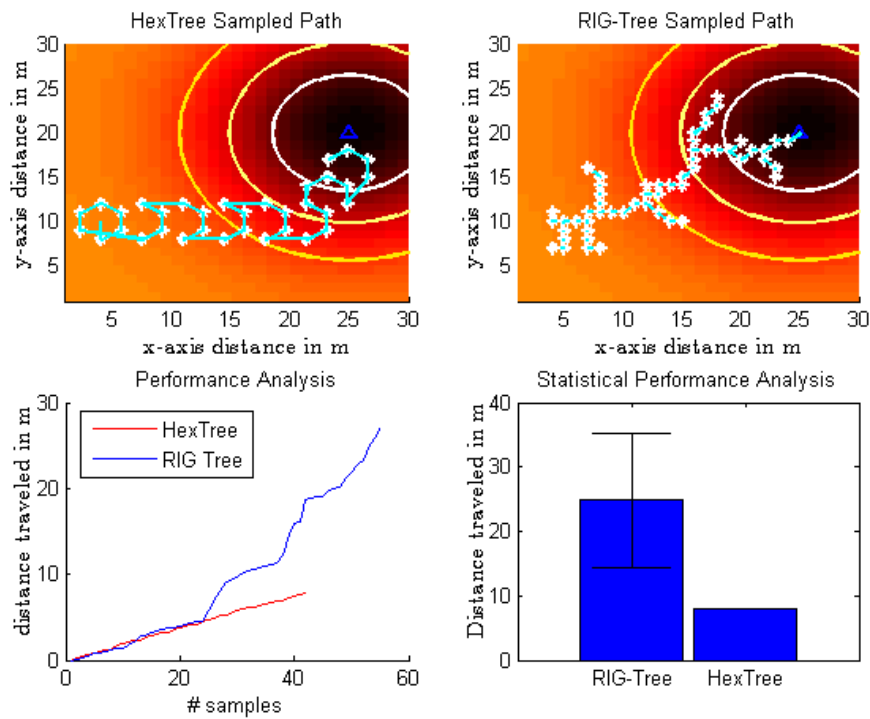 HexTree Sampled Path
30
25
20
15
10
5
y-axis distance in m
5 10 15 20 25 30
x-axis distance in m
RIG-Tree Sampled Path
30
25
20
15
10
5
y-axis distance in m
5 10 15 20 25 30
x-axis distance in m
Performance Analysis
30
20
10
0
distance traveled in m
HexTree
RIG Tree
0 20 40 60
# samples
Statistical Performance Analysis
40
30
20
10
0
Distance traveled in m
RIG-Tree HexTree